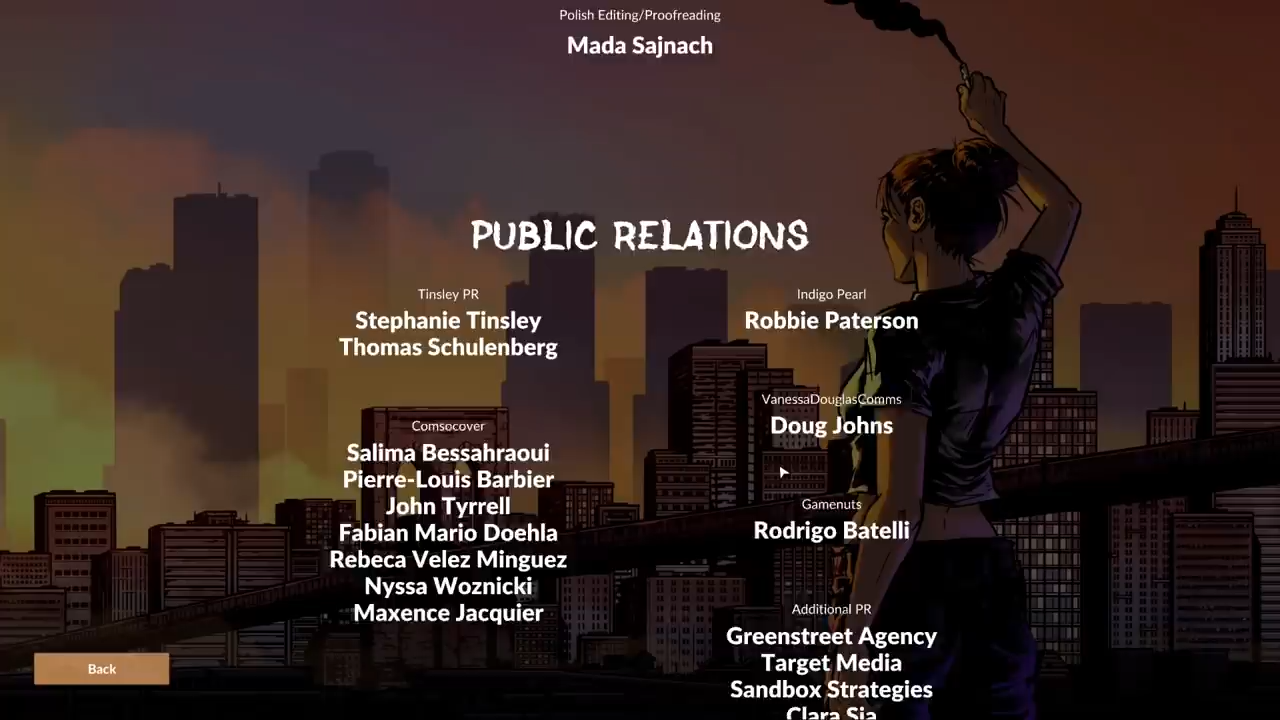 Polish Editing/Proofreading
Mada Sajnach
PUBLIC RELATIONS
Tinsley PR
Stephanie Tinsley
Thomas Schulenberg
Comsocover
Salima Bessahraoui
Pierre-Louis Barbier
John Tyrrell
Fabian Mario Doehla
Rebeca Velez Minguez
Nyssa Woznicki
Maxence Jacquier
Indigo Pearl
Robbie Paterson
VanessaDouglasComms
Doug Johns
Gamenuts
Rodrigo Batelli
Additional PR
Greenstreet Agency
Target Media
Sandbox Strategies
Clara Sia
Back